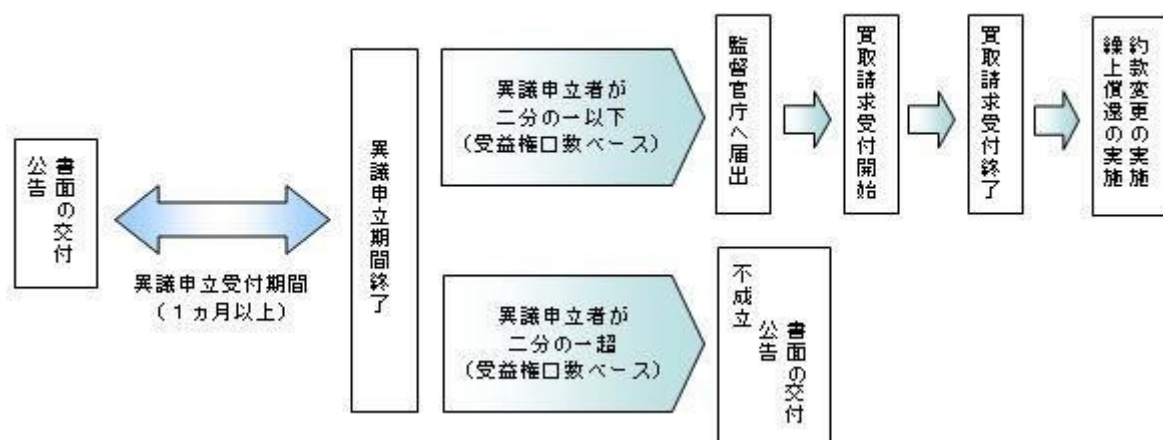 書面の交付
公告
異議申立受付期間
（１ヵ月以上）
異議申立期間終了
異議申立者が
二分の一以下
（受益権口数ベース）
監督官庁へ届出
買取請求受付開始
買取請求受付終了
約款変更の実施
繰上償還の実施
異議申立者が
二分の一超
（受益権口数ベース）
不成立
書面の交付
公告